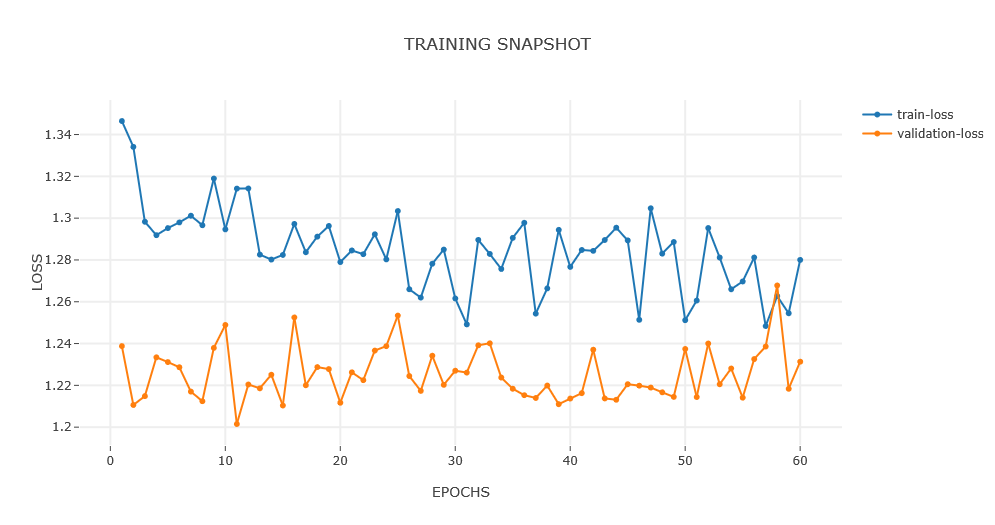 TRAINING SNAPSHOT
train-loss
validation-loss
1.34
1.32
1.3
1.28
1.26
1.24
1.22
1.2
LOSS
0 10 20 30 40 50 60
EPOCHS